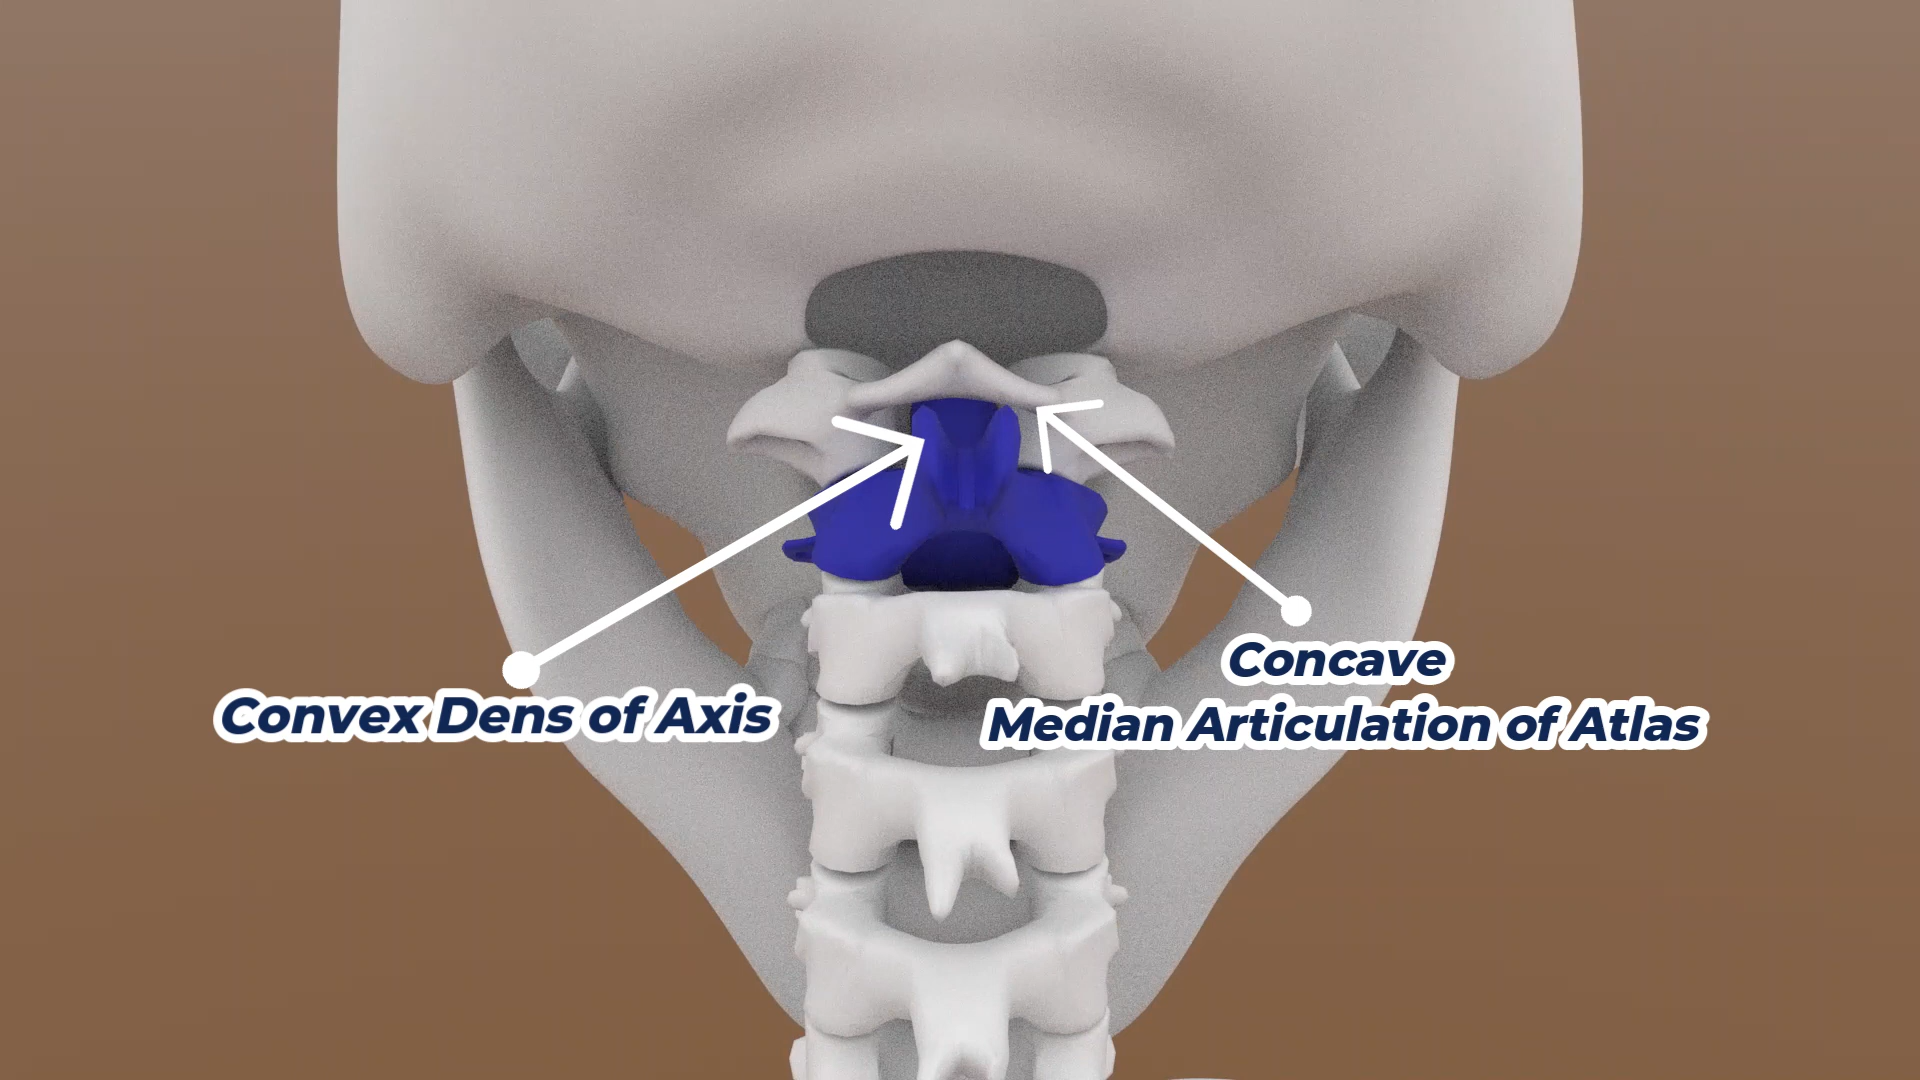 Convex Dens of Axis
Concave
Median Articulation of Atlas